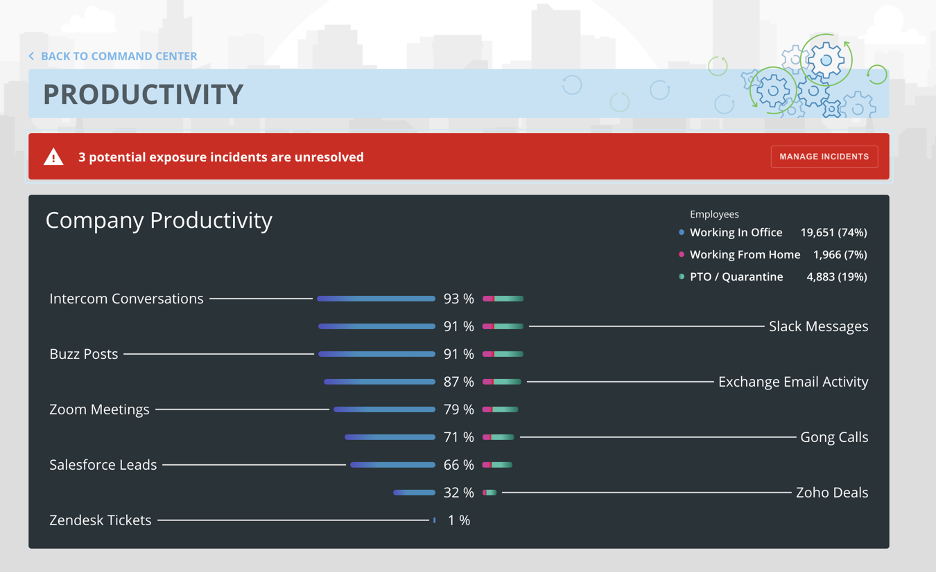 BACK TO COMMAND CENTER
PRODUCTIVITY
3 potential exposure incidents are unresolved
MANAGE INCIDENTS
Company Productivity
Employees
Working In Office 19,651 (74%)
Working From Home 1,966 (7%)
PTO / Quarantine 4,883 (19%)
Intercom Conversations 93 %
91 % Slack Messages
Buzz Posts 91 %
87 % Exchange Email Activity
Zoom Meetings 79 %
71 % Gong Calls
Salesforce Leads 66 %
32 % Zoho Deals
Zendesk Tickets 1 %